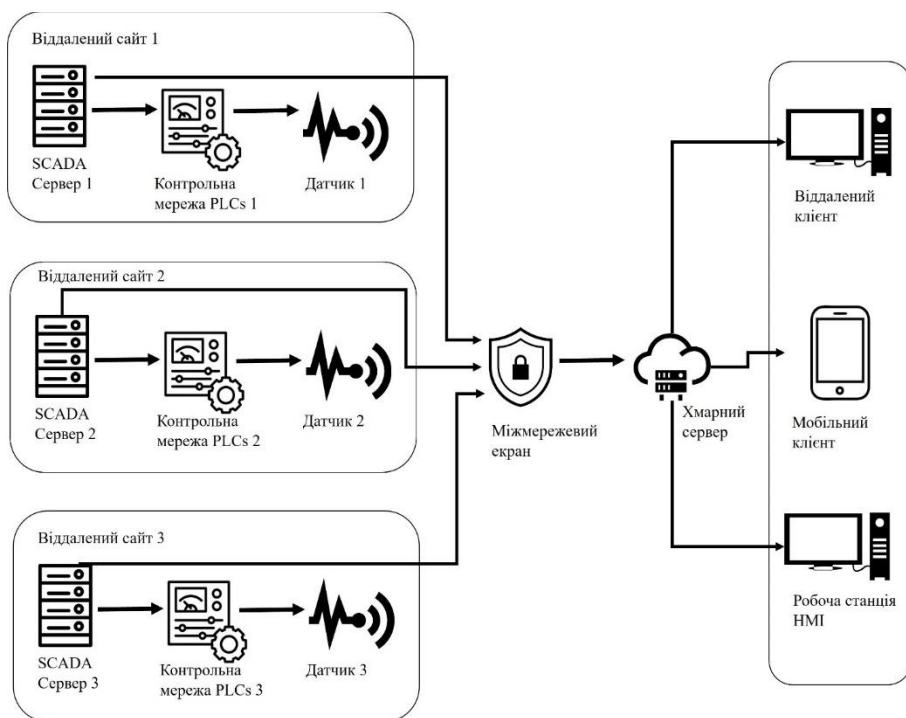 Віддалений сайт 1
SCADA
Сервер 1
Контрольна
мережа PLCs 1
Датчик 1
Віддалений сайт 2
SCADA
Сервер 2
Контрольна
мережа PLCs 2
Датчик 2
Віддалений сайт 3
SCADA
Сервер 3
Контрольна
мережа PLCs 3
Датчик 3
Міжмережевий
екран
Хмарний
сервер
Віддалений
клієнт
Мобільний
клієнт
Робоча станція
HMI